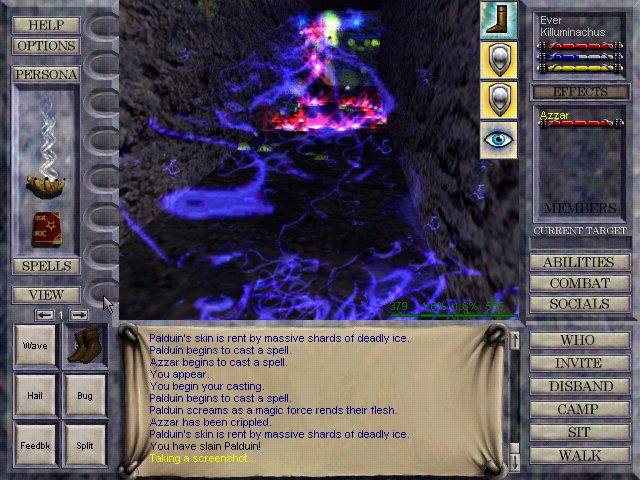 HELP
OPTIONS
PERSONA
SPELLS
VIEW
1
Wave
Hail
Bug
Feedbk
Split
Ever
Killuminachus
EFFECTS
Azzar
MEMBERS
CURRENT TARGET
ABILITIES
COMBAT
SOCIALS
WHO
INVITE
DISBAND
CAMP
SIT
WALK
379
Palduin's skin is rent by massive shards of deadly ice.
Palduin begins to cast a spell.
Azzar begins to cast a spell.
You appear.
You begin your casting.
Palduin begins to cast a spell.
Palduin screams as a magic force rends their flesh.
Azzar has been crippled.
Palduin's skin is rent by massive shards of deadly ice.
You have slain Palduin!
Taking a screenshot...